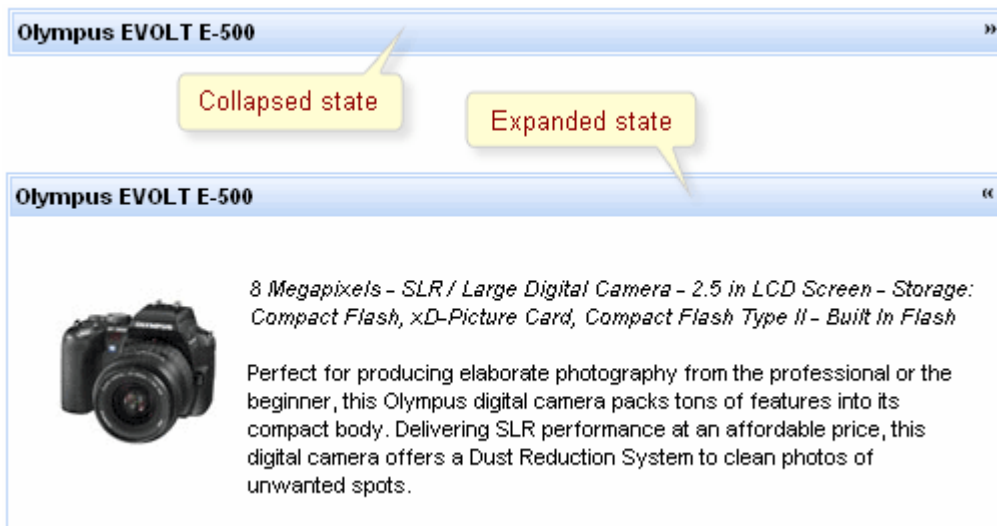 Olympus EVOLT E-500 »
Collapsed state
Expanded state
Olympus EVOLT E-500 «
8 Megapixels - SLR / Large Digital Camera - 2.5 in LCD Screen - Storage:
Compact Flash, xD-Picture Card, Compact Flash Type II - Built In Flash
Perfect for producing elaborate photography from the professional or the
beginner, this Olympus digital camera packs tons of features into its
compact body. Delivering SLR performance at an affordable price, this
digital camera offers a Dust Reduction System to clean photos of
unwanted spots.
OLYMPUS